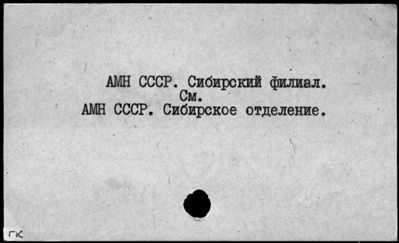 АМН СССР. Сибирский филиал.
См.
АМН СССР. Сибирское отделение.
ГК